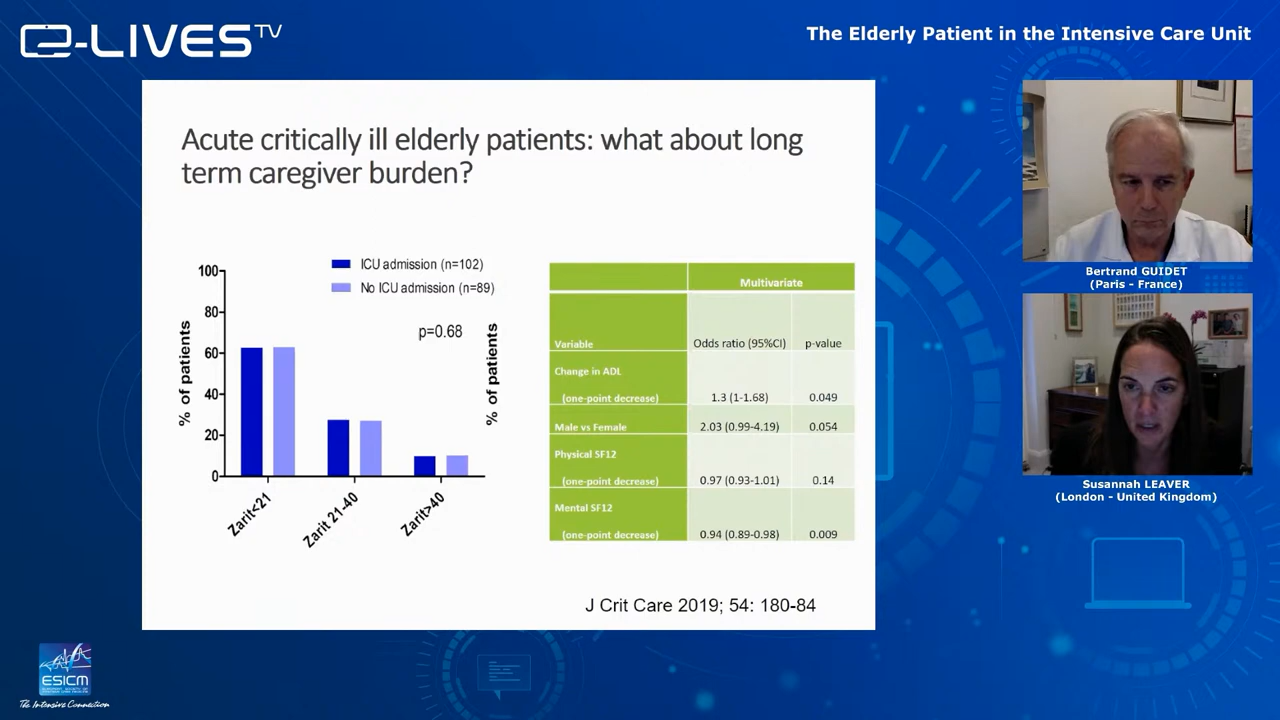 e-LIVES TV
The Elderly Patient in the Intensive Care Unit
Acute critically ill elderly patients: what about long
term caregiver burden?
ICU admission (n=102)
No ICU admission (n=89)
p=0.68
% of patients
100
80
60
40
20
0
Zarit<21
Zarit 21-40
Zarit>40
% of patients
Multivariate
Variable
Odds ratio (95%CI)
p-value
Change in ADL
(one-point decrease)
1.3 (1-1.68)
0.049
Male vs Female
2.03 (0.99-4.19)
0.054
Physical SF12
(one-point decrease)
0.97 (0.93-1.01)
0.14
Mental SF12
(one-point decrease)
0.94 (0.89-0.98)
0.009
J Crit Care 2019; 54: 180-84
Bertrand GUIDET
(Paris - France)
Susannah LEAVER
(London - United Kingdom)
ESICM
The Intensive Connection